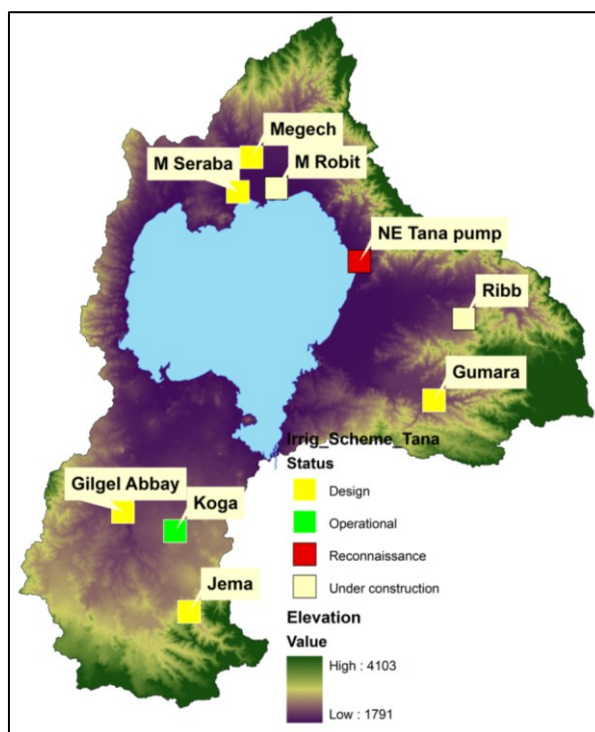 Megech
M Seraba
M Robit
NE Tana pump
Ribb
Gumara
Irrig_Scheme_Tana
Status
Gilgel Abbay
Koga
Design
Operational
Jema
Reconnaissance
Under construction
Elevation
Value
High : 4103
Low : 1791